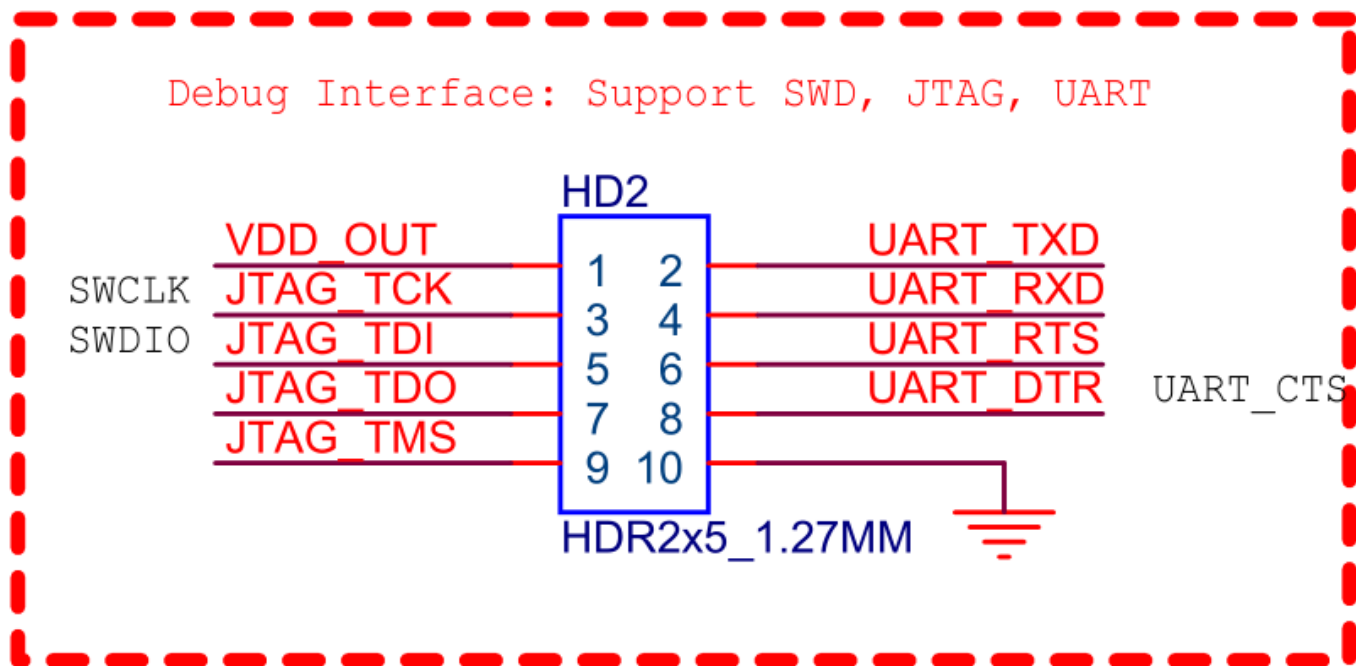 Debug Interface: Support SWD, JTAG, UART
HD2
VDD_OUT 1 2 UART_TXD
SWCLK JTAG_TCK 3 4 UART_RXD
SWDIO JTAG_TDI 5 6 UART_RTS
JTAG_TDO 7 8 UART_DTR UART_CTS
JTAG_TMS 9 10
HDR2x5_1.27MM